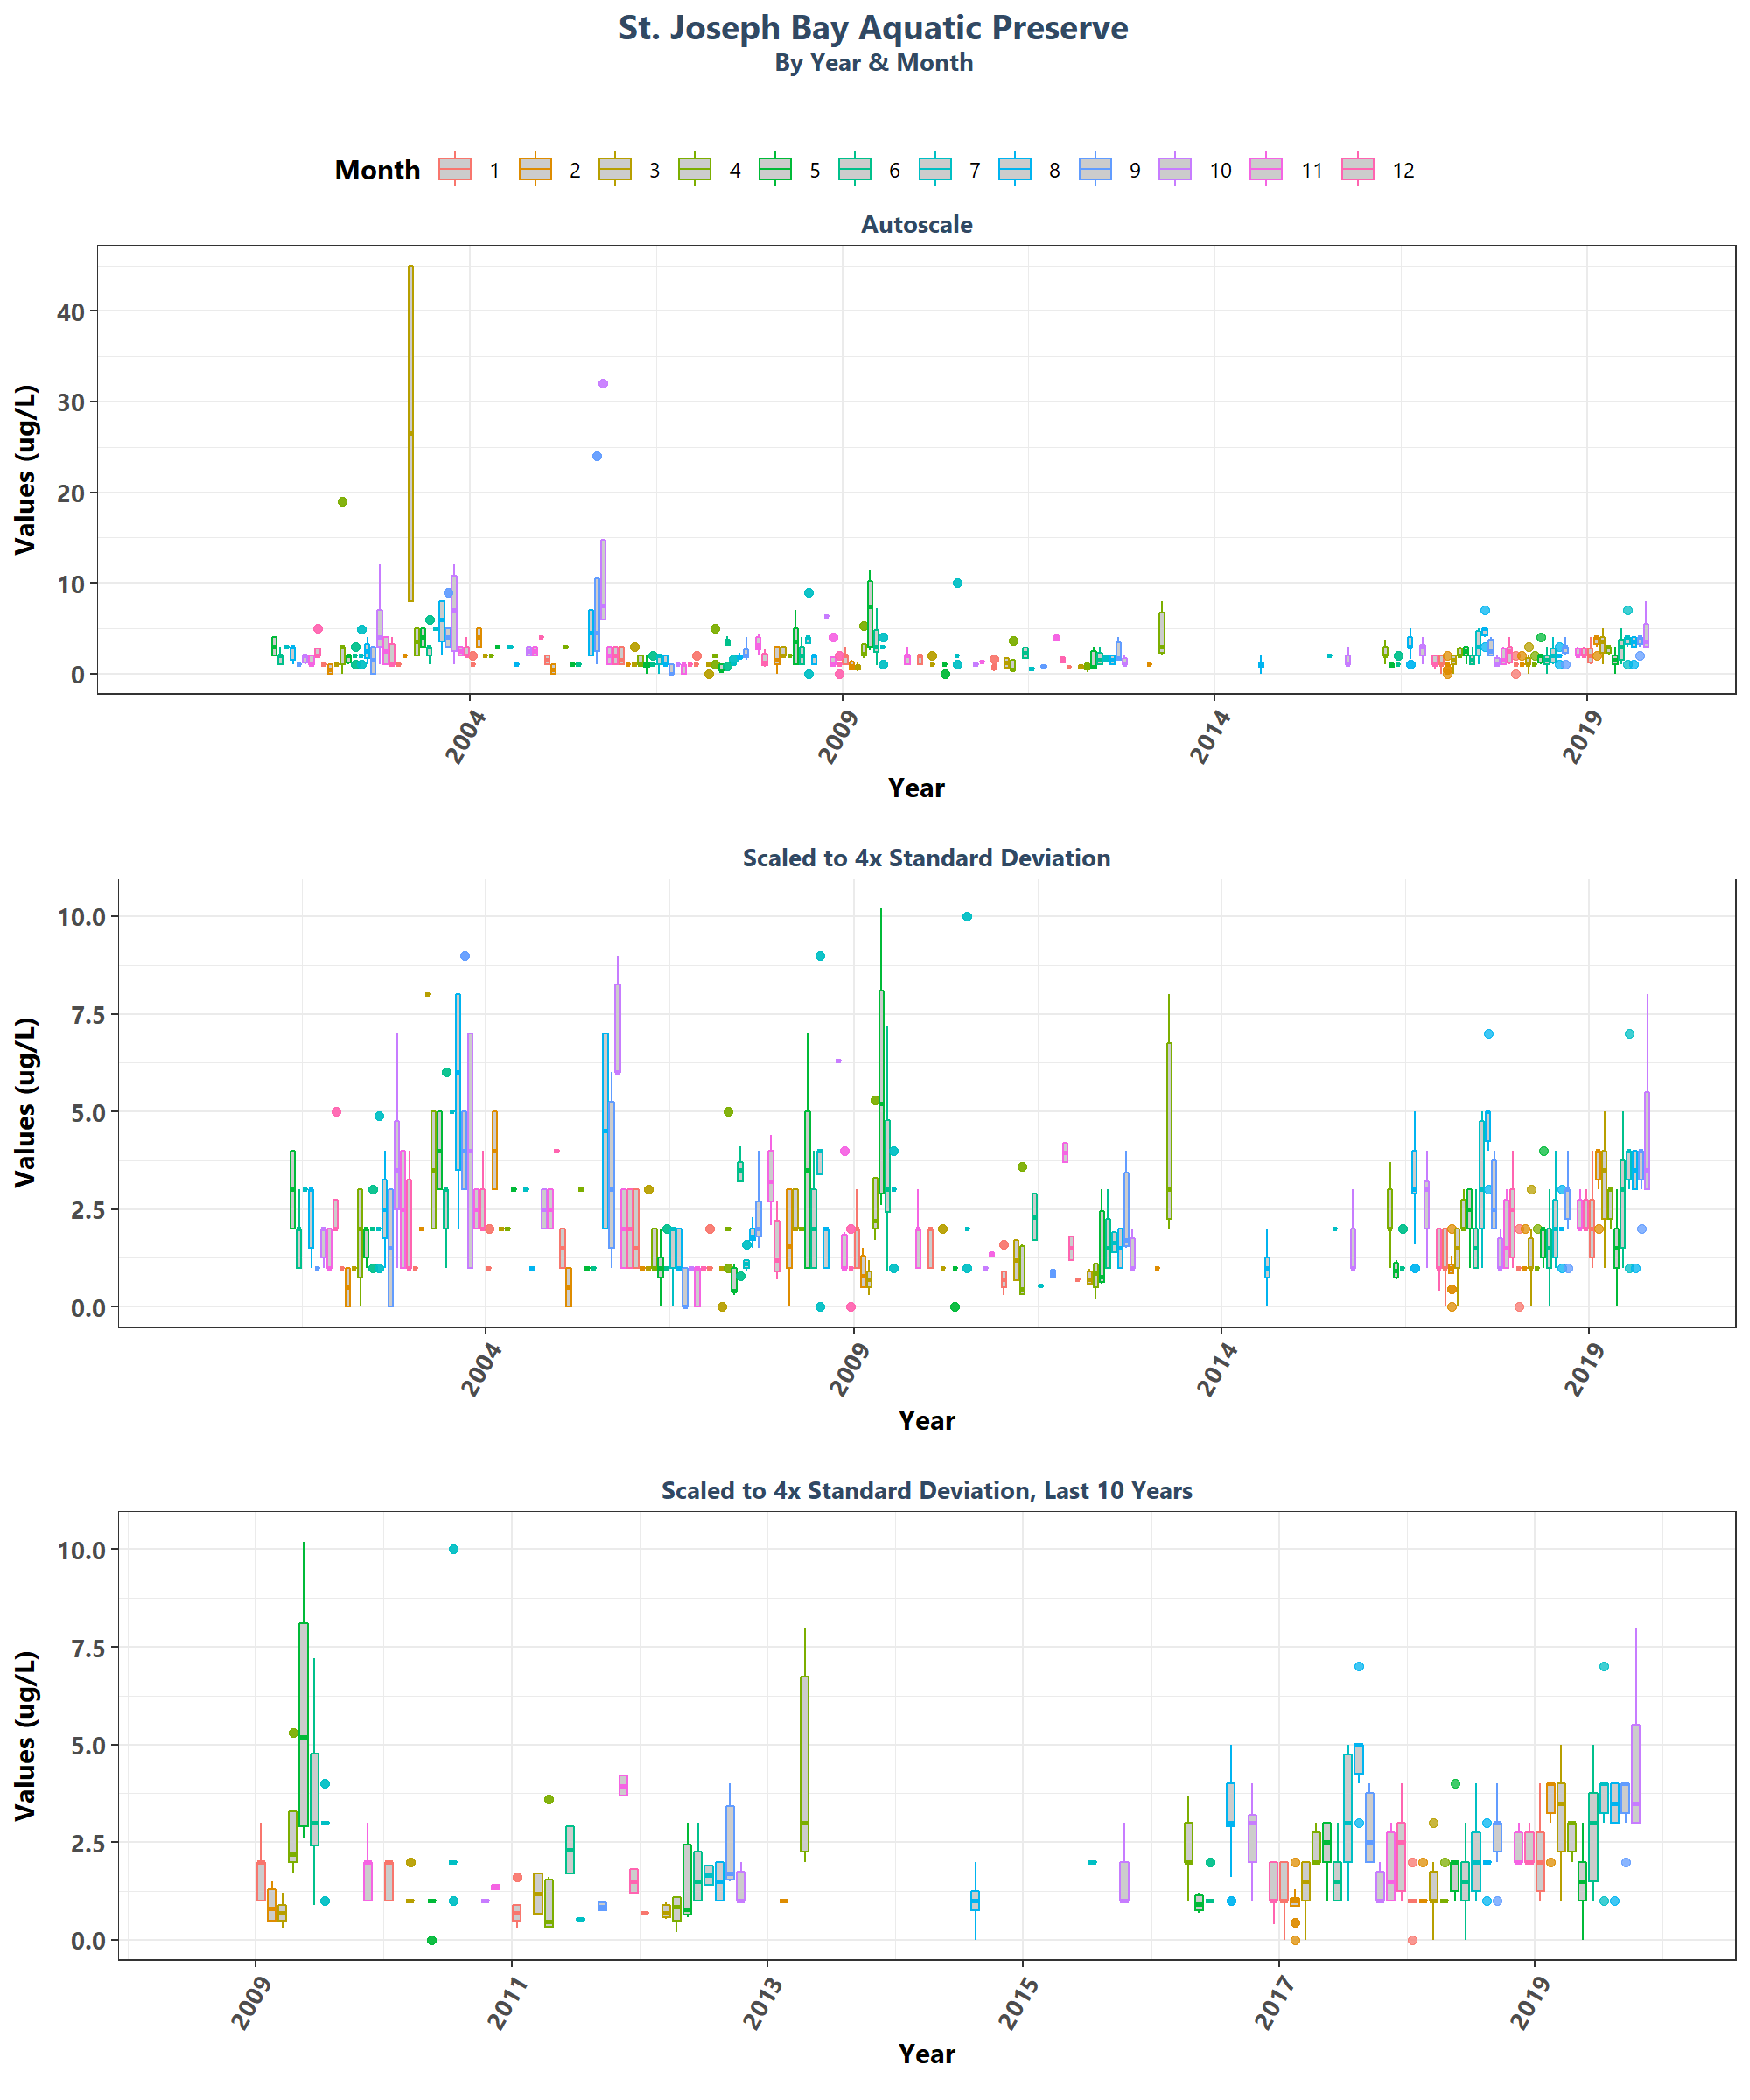 St. Joseph Bay Aquatic Preserve
By Year & Month
Month 1 2 3 4 5 6 7 8 9 10 11 12
Autoscale
Values (ug/L)
40
30
20
10
0
2004 2009 2014 2019
Year
Scaled to 4x Standard Deviation
Values (ug/L)
10.0
7.5
5.0
2.5
0.0
2004 2009 2014 2019
Year
Scaled to 4x Standard Deviation, Last 10 Years
Values (ug/L)
10.0
7.5
5.0
2.5
0.0
2009 2011 2013 2015 2017 2019
Year